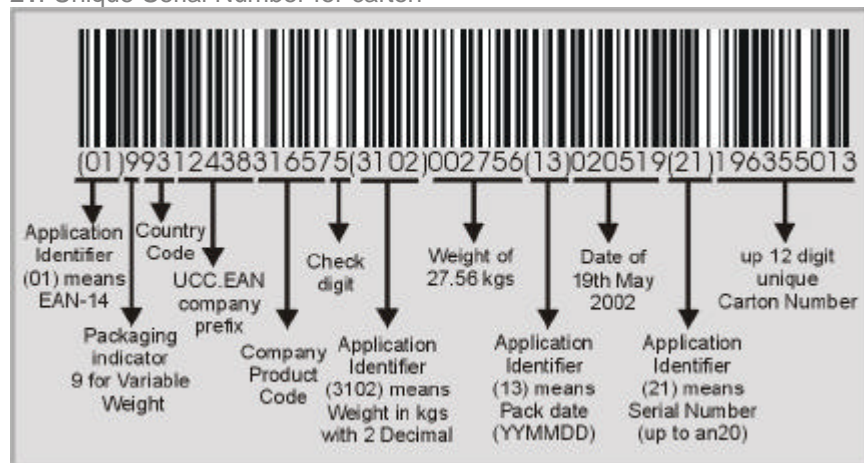 Unique Serial Number for carton
(01)99312438316575(3102)002756(13)020519(21)196355013
Application
Identifier
(01) means
EAN-14
Packaging
indicator
9 for Variable
Weight
Country
Code
UCC.EAN
company
prefix
Company
Product
Code
Check
digit
Application
Identifier
(3102) means
Weight in kgs
with 2 Decimal
Weight of
27.56 kgs
Application
Identifier
(13) means
Pack date
(YYMMDD)
Date of
19th May
2002
Application
Identifier
(21) means
Serial Number
(up to an20)
up 12 digit
unique
Carton Number